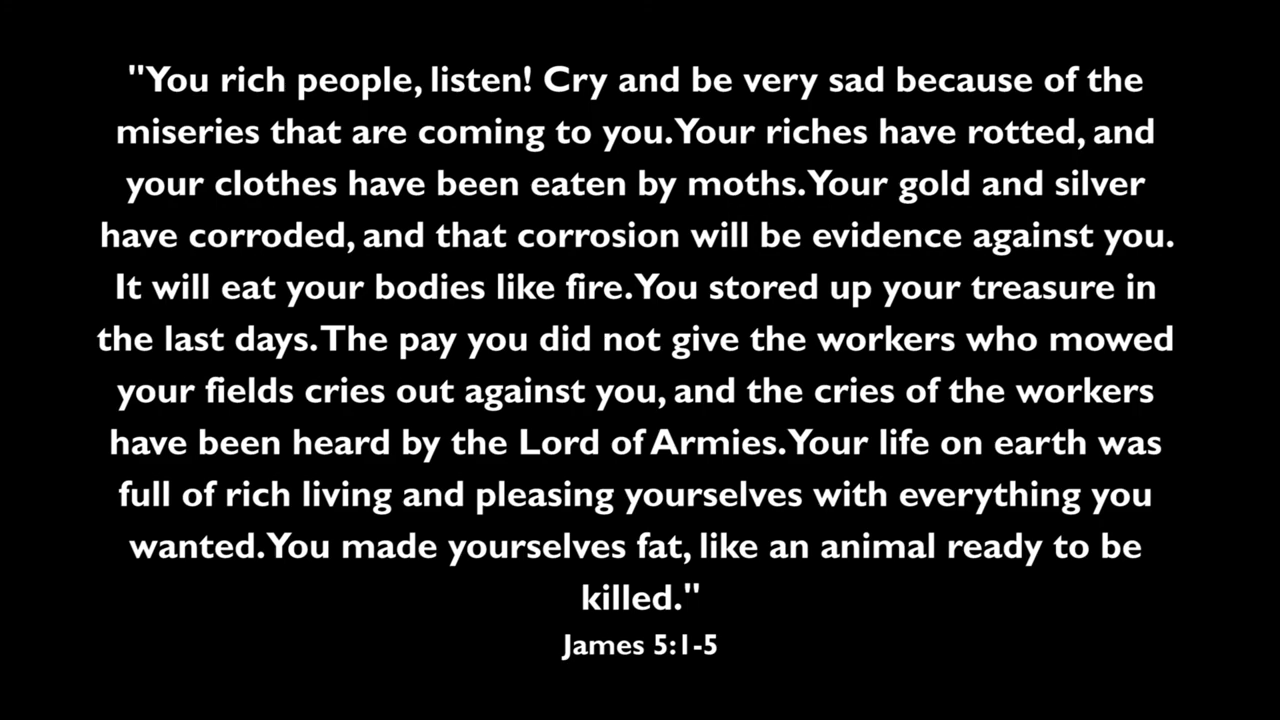 "You rich people, listen! Cry and be very sad because of the
miseries that are coming to you. Your riches have rotted, and
your clothes have been eaten by moths. Your gold and silver
have corroded, and that corrosion will be evidence against you.
It will eat your bodies like fire. You stored up your treasure in
the last days. The pay you did not give the workers who mowed
your fields cries out against you, and the cries of the workers
have been heard by the Lord of Armies. Your life on earth was
full of rich living and pleasing yourselves with everything you
wanted. You made yourselves fat, like an animal ready to be
killed."
James 5:1-5